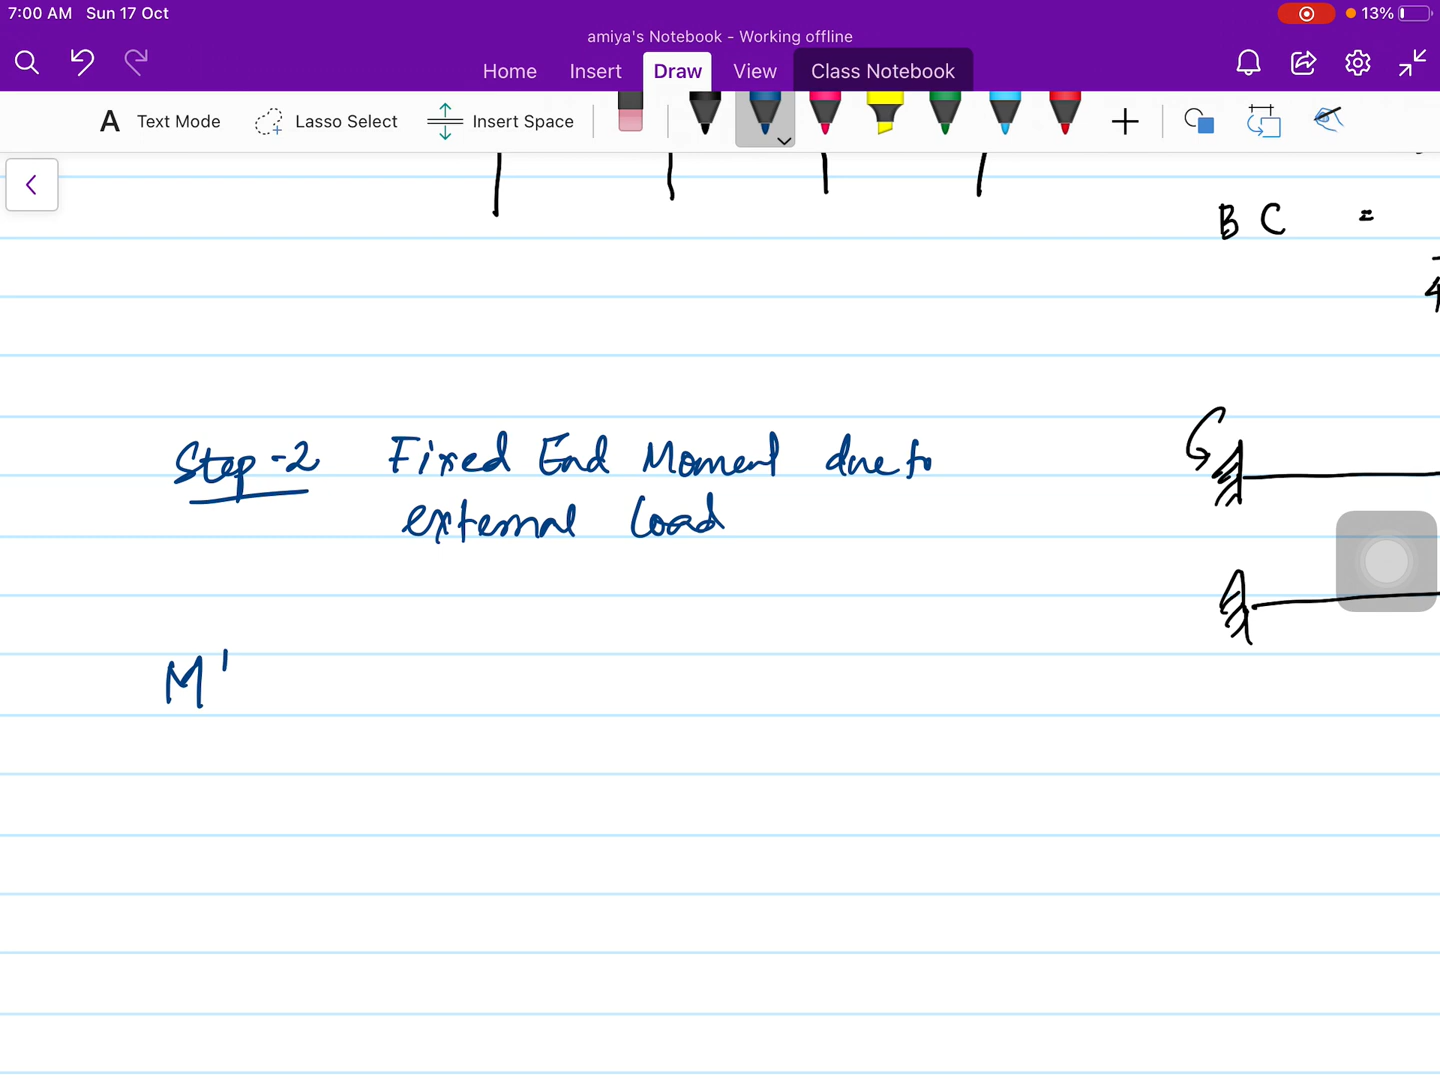 7:00 AM Sun 17 Oct
13%
amiya's Notebook - Working offline
Home Insert Draw View Class Notebook
A Text Mode Lasso Select Insert Space
B C =
4
Step-2 Fixed End Moment due to
external load
M'